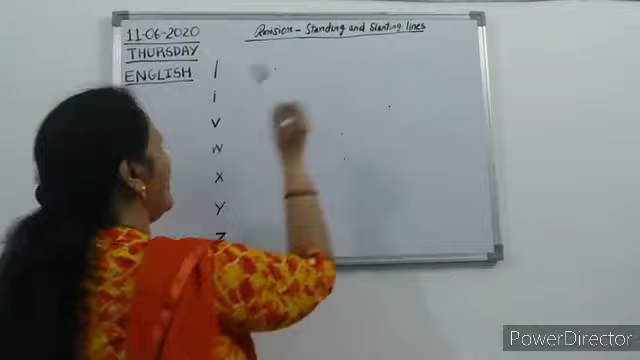 11-06-2020
THURSDAY
ENGLISH
Revision - Standing and Slanting lines
l
i
v
w
x
y
z
PowerDirector